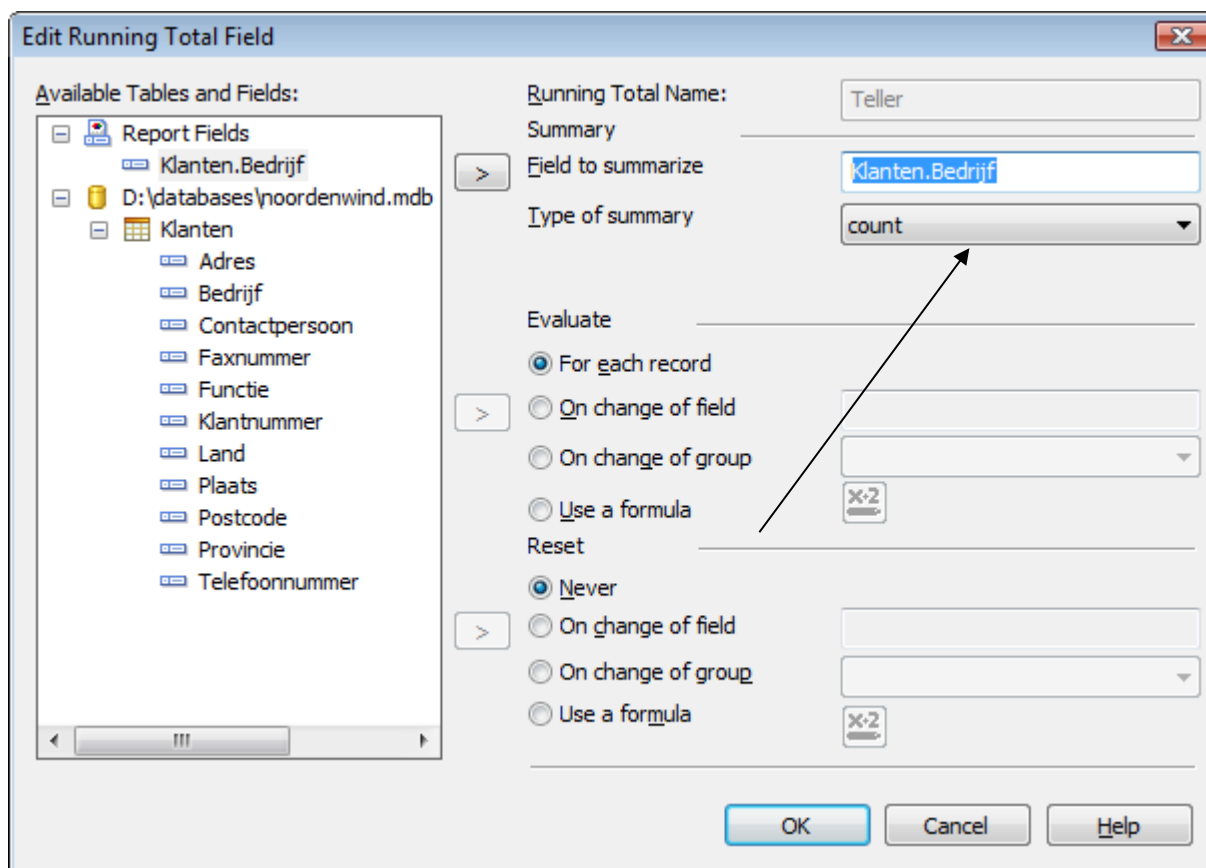 Edit Running Total Field
Available Tables and Fields:
Report Fields
Klanten.Bedrijf
D:\databases\noordenwind.mdb
Klanten
Adres
Bedrijf
Contactpersoon
Faxnummer
Functie
Klantnummer
Land
Plaats
Postcode
Provincie
Telefoonnummer
>
>
>
Running Total Name:
Teller
Summary
Field to summarize
Klanten.Bedrijf
Type of summary
count
Evaluate
For each record
On change of field
On change of group
Use a formula
X·2
Reset
Never
On change of field
On change of group
Use a formula
X·2
OK
Cancel
Help